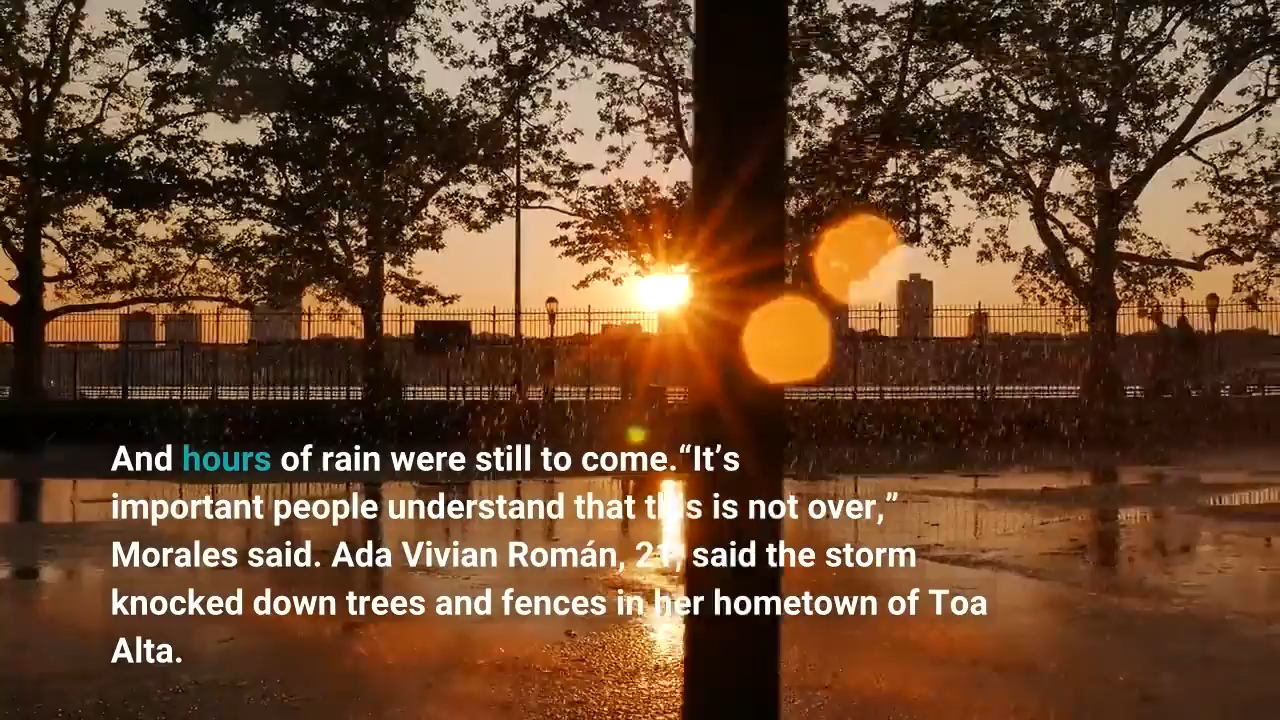 And hours of rain were still to come.“It’s
important people understand that this is not over,”
Morales said. Ada Vivian Román, 21, said the storm
knocked down trees and fences in her hometown of Toa
Alta.